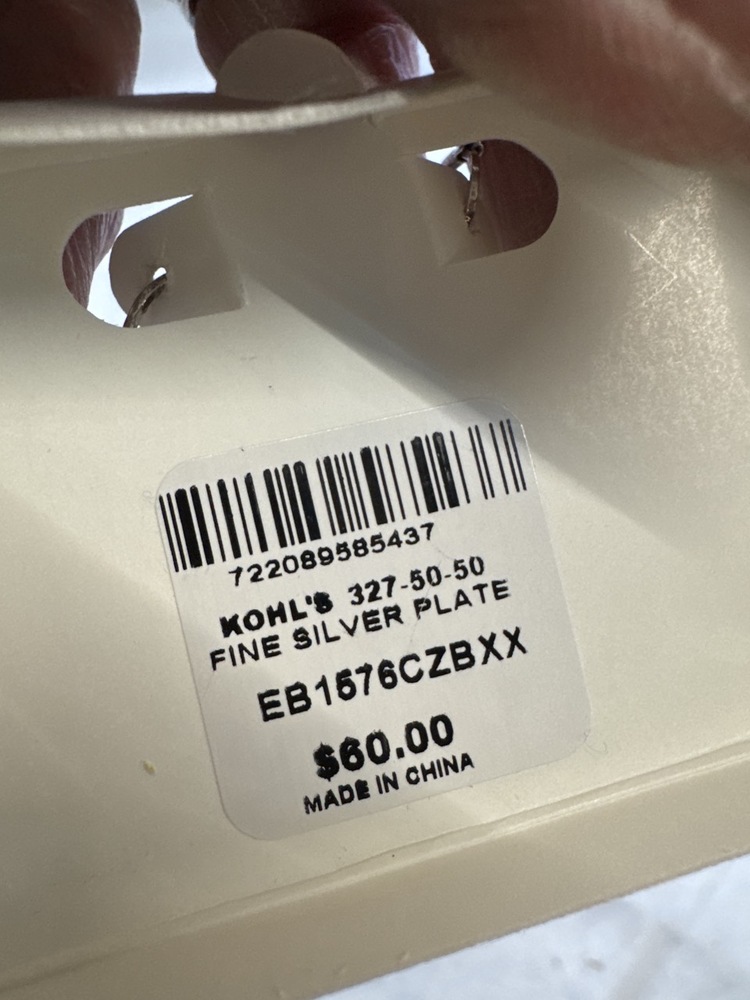 722089585437
KOHL'S 327-50-50
FINE SILVER PLATE
EB1576CZBXX
$60.00
MADE IN CHINA